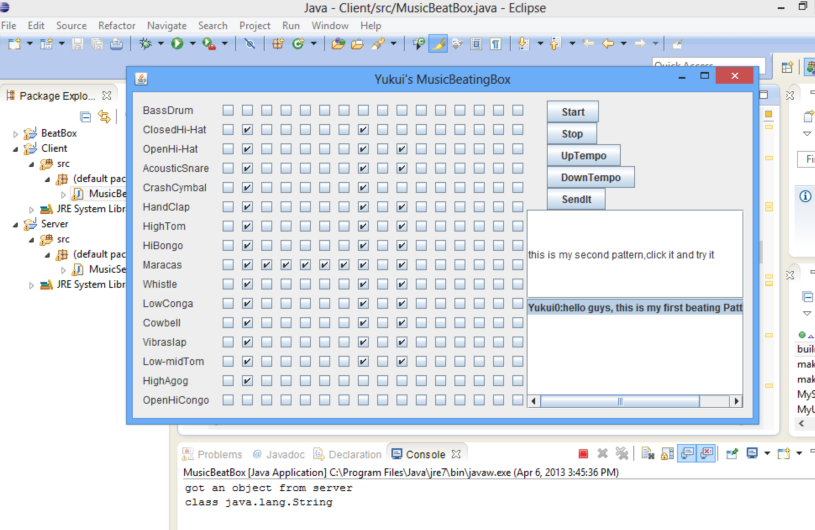 Java - Client/src/MusicBeatBox.java - Eclipse
File Edit Source Refactor Navigate Search Project Run Window Help
Quick Access
Package Explo...
BeatBox
Client
src
(default pac
MusicBe
JRE System Libr
Server
src
(default pac
MusicSe
JRE System Libr
Yukui's MusicBeatingBox
BassDrum
ClosedHi-Hat
OpenHi-Hat
AcousticSnare
CrashCymbal
HandClap
HighTom
HiBongo
Maracas
Whistle
LowConga
Cowbell
Vibraslap
Low-midTom
HighAgog
OpenHiCongo
Start
Stop
UpTempo
DownTempo
SendIt
this is my second pattern,click it and try it
Yukui0:hello guys, this is my first beating Patt
Fi
buil
mak
mak
MyS
MyU
Problems @ Javadoc Declaration Console
MusicBeatBox [Java Application] C:\Program Files\Java\jre7\bin\javaw.exe (Apr 6, 2013 3:45:36 PM)
got an object from server
class java.lang.String